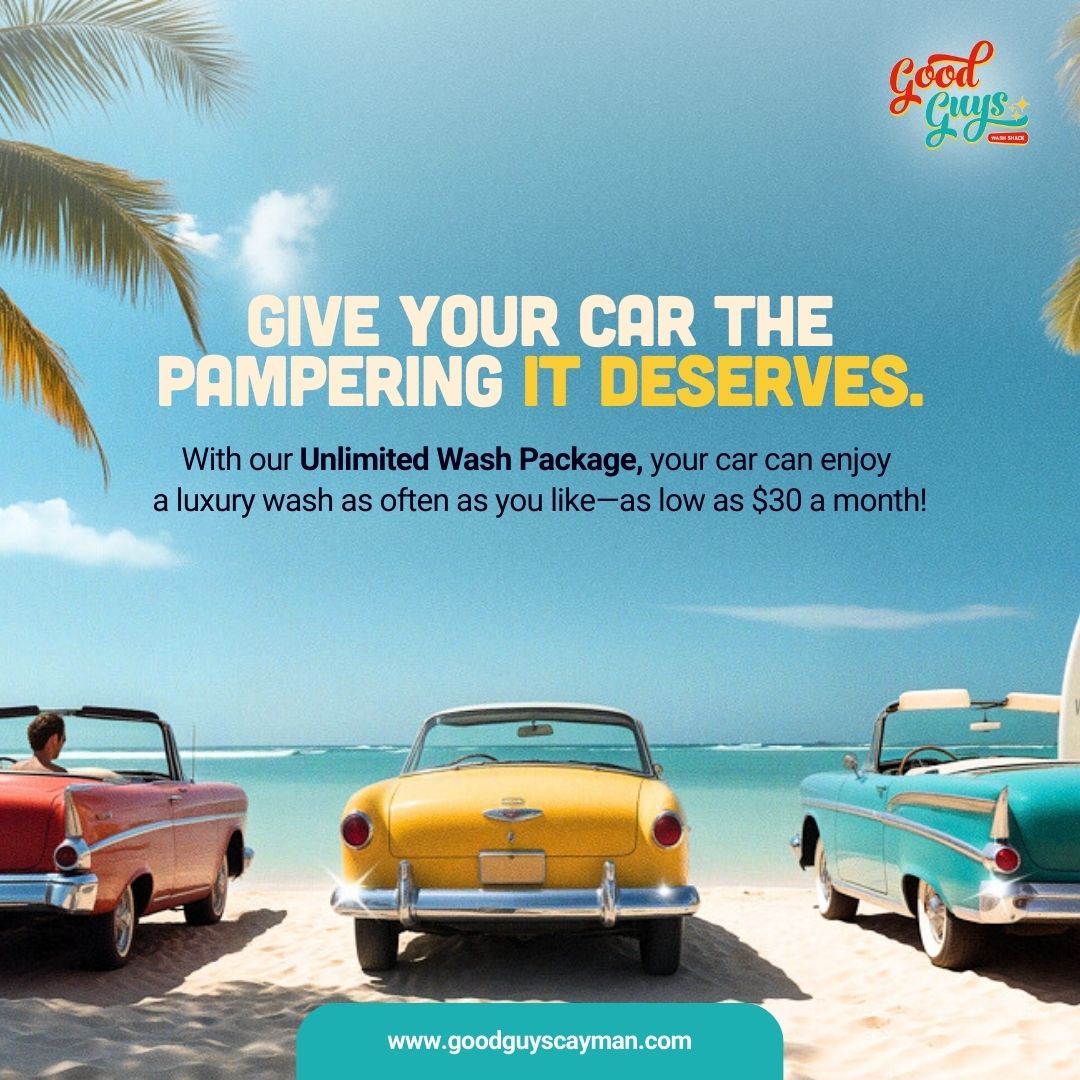 Good
Guys
WASH SHACK
GIVE YOUR CAR THE
PAMPERING IT DESERVES.
With our Unlimited Wash Package, your car can enjoy
a luxury wash as often as you like—as low as $30 a month!
www.goodguyscayman.com